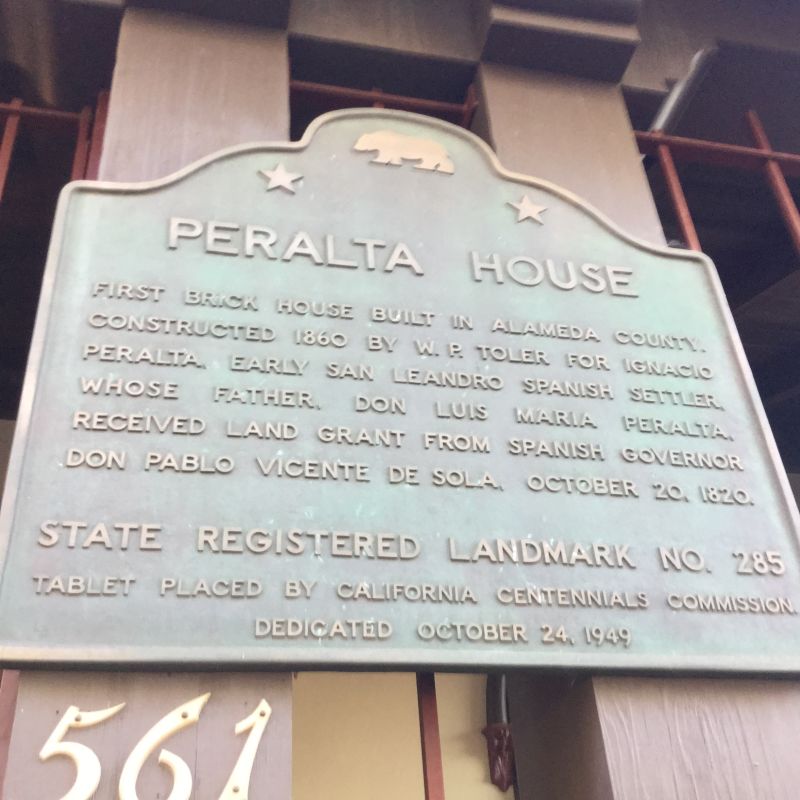 PERALTA HOUSE
FIRST BRICK HOUSE BUILT IN ALAMEDA COUNTY.
CONSTRUCTED 1860 BY W. P. TOLER FOR IGNACIO
PERALTA, EARLY SAN LEANDRO SPANISH SETTLER,
WHOSE FATHER, DON LUIS MARIA PERALTA,
RECEIVED LAND GRANT FROM SPANISH GOVERNOR
DON PABLO VICENTE DE SOLA, OCTOBER 20, 1820.
STATE REGISTERED LANDMARK NO. 285
TABLET PLACED BY CALIFORNIA CENTENNIALS COMMISSION.
DEDICATED OCTOBER 24, 1949
561